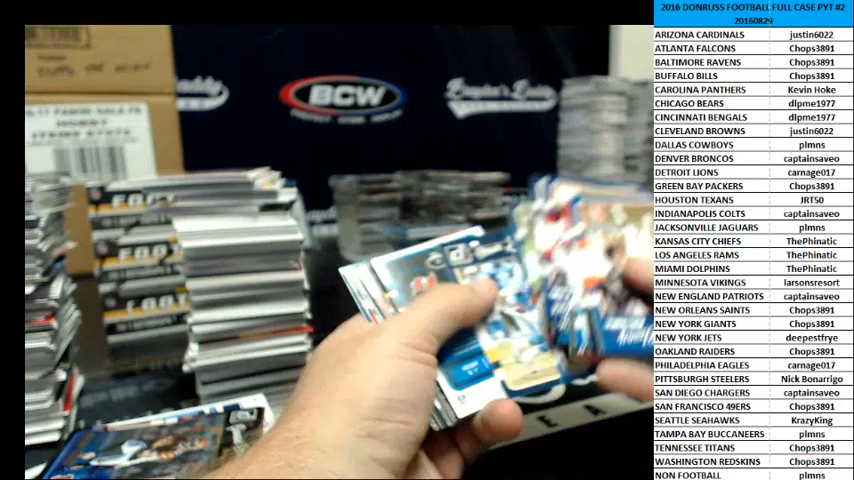 2016 DONRUSS FOOTBALL FULL CASE PYT #2
20160829
ARIZONA CARDINALS justin6022
ATLANTA FALCONS Chops3891
BALTIMORE RAVENS Chops3891
BUFFALO BILLS Chops3891
CAROLINA PANTHERS Kevin Hoke
CHICAGO BEARS dlpme1977
CINCINNATI BENGALS dlpme1977
CLEVELAND BROWNS justin6022
DALLAS COWBOYS plmns
DENVER BRONCOS captainsaveo
DETROIT LIONS carnage017
GREEN BAY PACKERS Chops3891
HOUSTON TEXANS JRT50
INDIANAPOLIS COLTS captainsaveo
JACKSONVILLE JAGUARS plmns
KANSAS CITY CHIEFS ThePhinatic
LOS ANGELES RAMS ThePhinatic
MIAMI DOLPHINS ThePhinatic
MINNESOTA VIKINGS larsonsresort
NEW ENGLAND PATRIOTS captainsaveo
NEW ORLEANS SAINTS Chops3891
NEW YORK GIANTS Chops3891
NEW YORK JETS deepestfrye
OAKLAND RAIDERS Chops3891
PHILADELPHIA EAGLES carnage017
PITTSBURGH STEELERS Nick Bonarrigo
SAN DIEGO CHARGERS captainsaveo
SAN FRANCISCO 49ERS Chops3891
SEATTLE SEAHAWKS KrazyKing
TAMPA BAY BUCCANEERS plmns
TENNESSEE TITANS Chops3891
WASHINGTON REDSKINS Chops3891
NON FOOTBALL plmns
BCW
FOOT
FOOT
FOOT